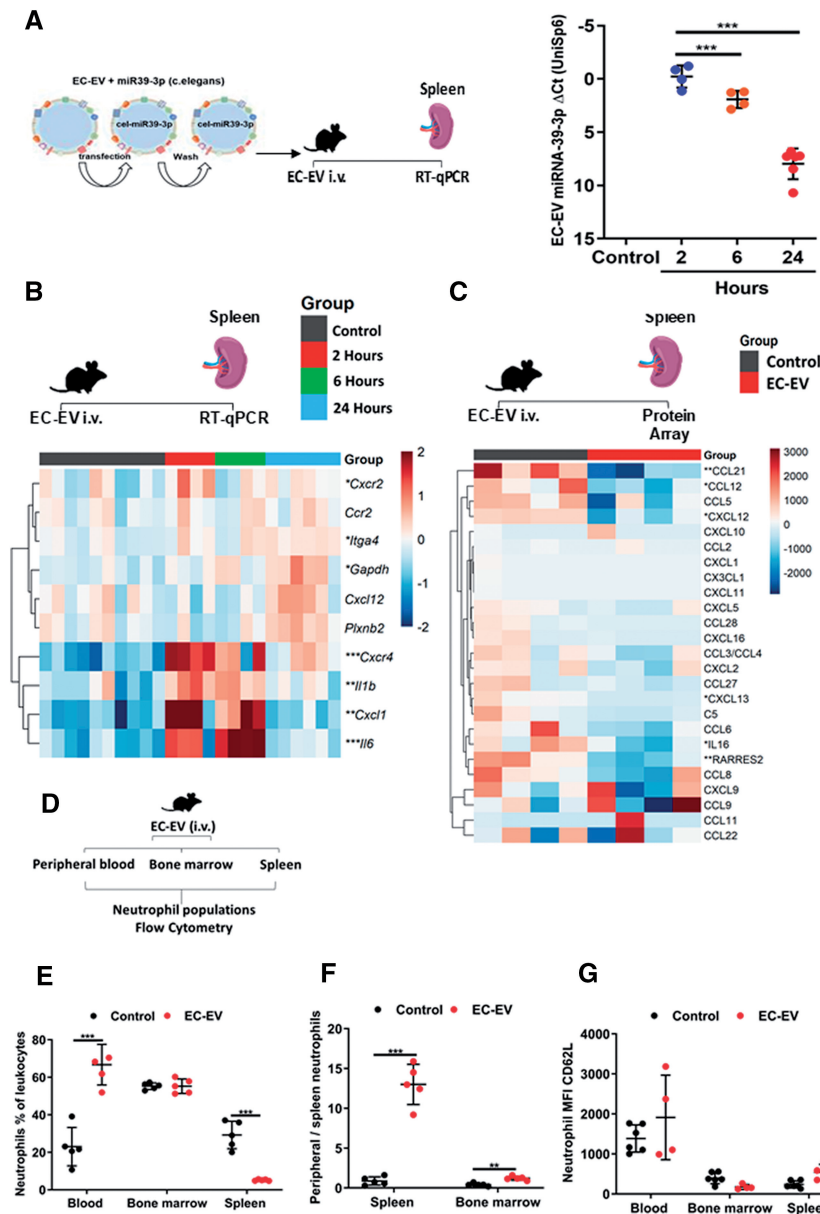 A
EC-EV + miR39-3p (c.elegans)
cel-miR39-3p
cel-miR39-3p
transfection
Wash
EC-EV i.v.
Spleen
RT-qPCR
EC-EV miRNA-39-3p ΔCt (UniSp6)
-5
0
5
10
15
***
***
Control 2 6 24
Hours
B
Spleen
EC-EV i.v.
RT-qPCR
Group
Control
2 Hours
6 Hours
24 Hours
Group
*Cxcr2
Ccr2
*Itga4
*Gapdh
Cxcl12
Plxnb2
***Cxcr4
**Il1b
**Cxcl1
***Il6
2
1
0
-1
-2
C
Spleen
EC-EV i.v.
Protein
Array
Group
Control
EC-EV
Group
**CCL21
*CCL12
CCL5
*CXCL12
CXCL10
CCL2
CXCL1
CX3CL1
CXCL11
CXCL5
CCL28
CXCL16
CCL3/CCL4
CXCL2
CCL27
*CXCL13
C5
CCL6
*IL16
**RARRES2
CCL8
CXCL9
CCL9
CCL11
CCL22
3000
2000
1000
0
-1000
-2000
D
EC-EV (i.v.)
Peripheral blood Bone marrow Spleen
Neutrophil populations
Flow Cytometry
E
Control EC-EV
Neutrophils % of leukocytes
80
60
40
20
0
***
***
Blood Bone marrow Spleen
F
Control EC-EV
Peripheral / spleen neutrophils
20
15
10
5
0
***
**
Spleen Bone marrow
G
Control EC-EV
Neutrophil MFI CD62L
4000
3000
2000
1000
0
Blood Bone marrow Splee